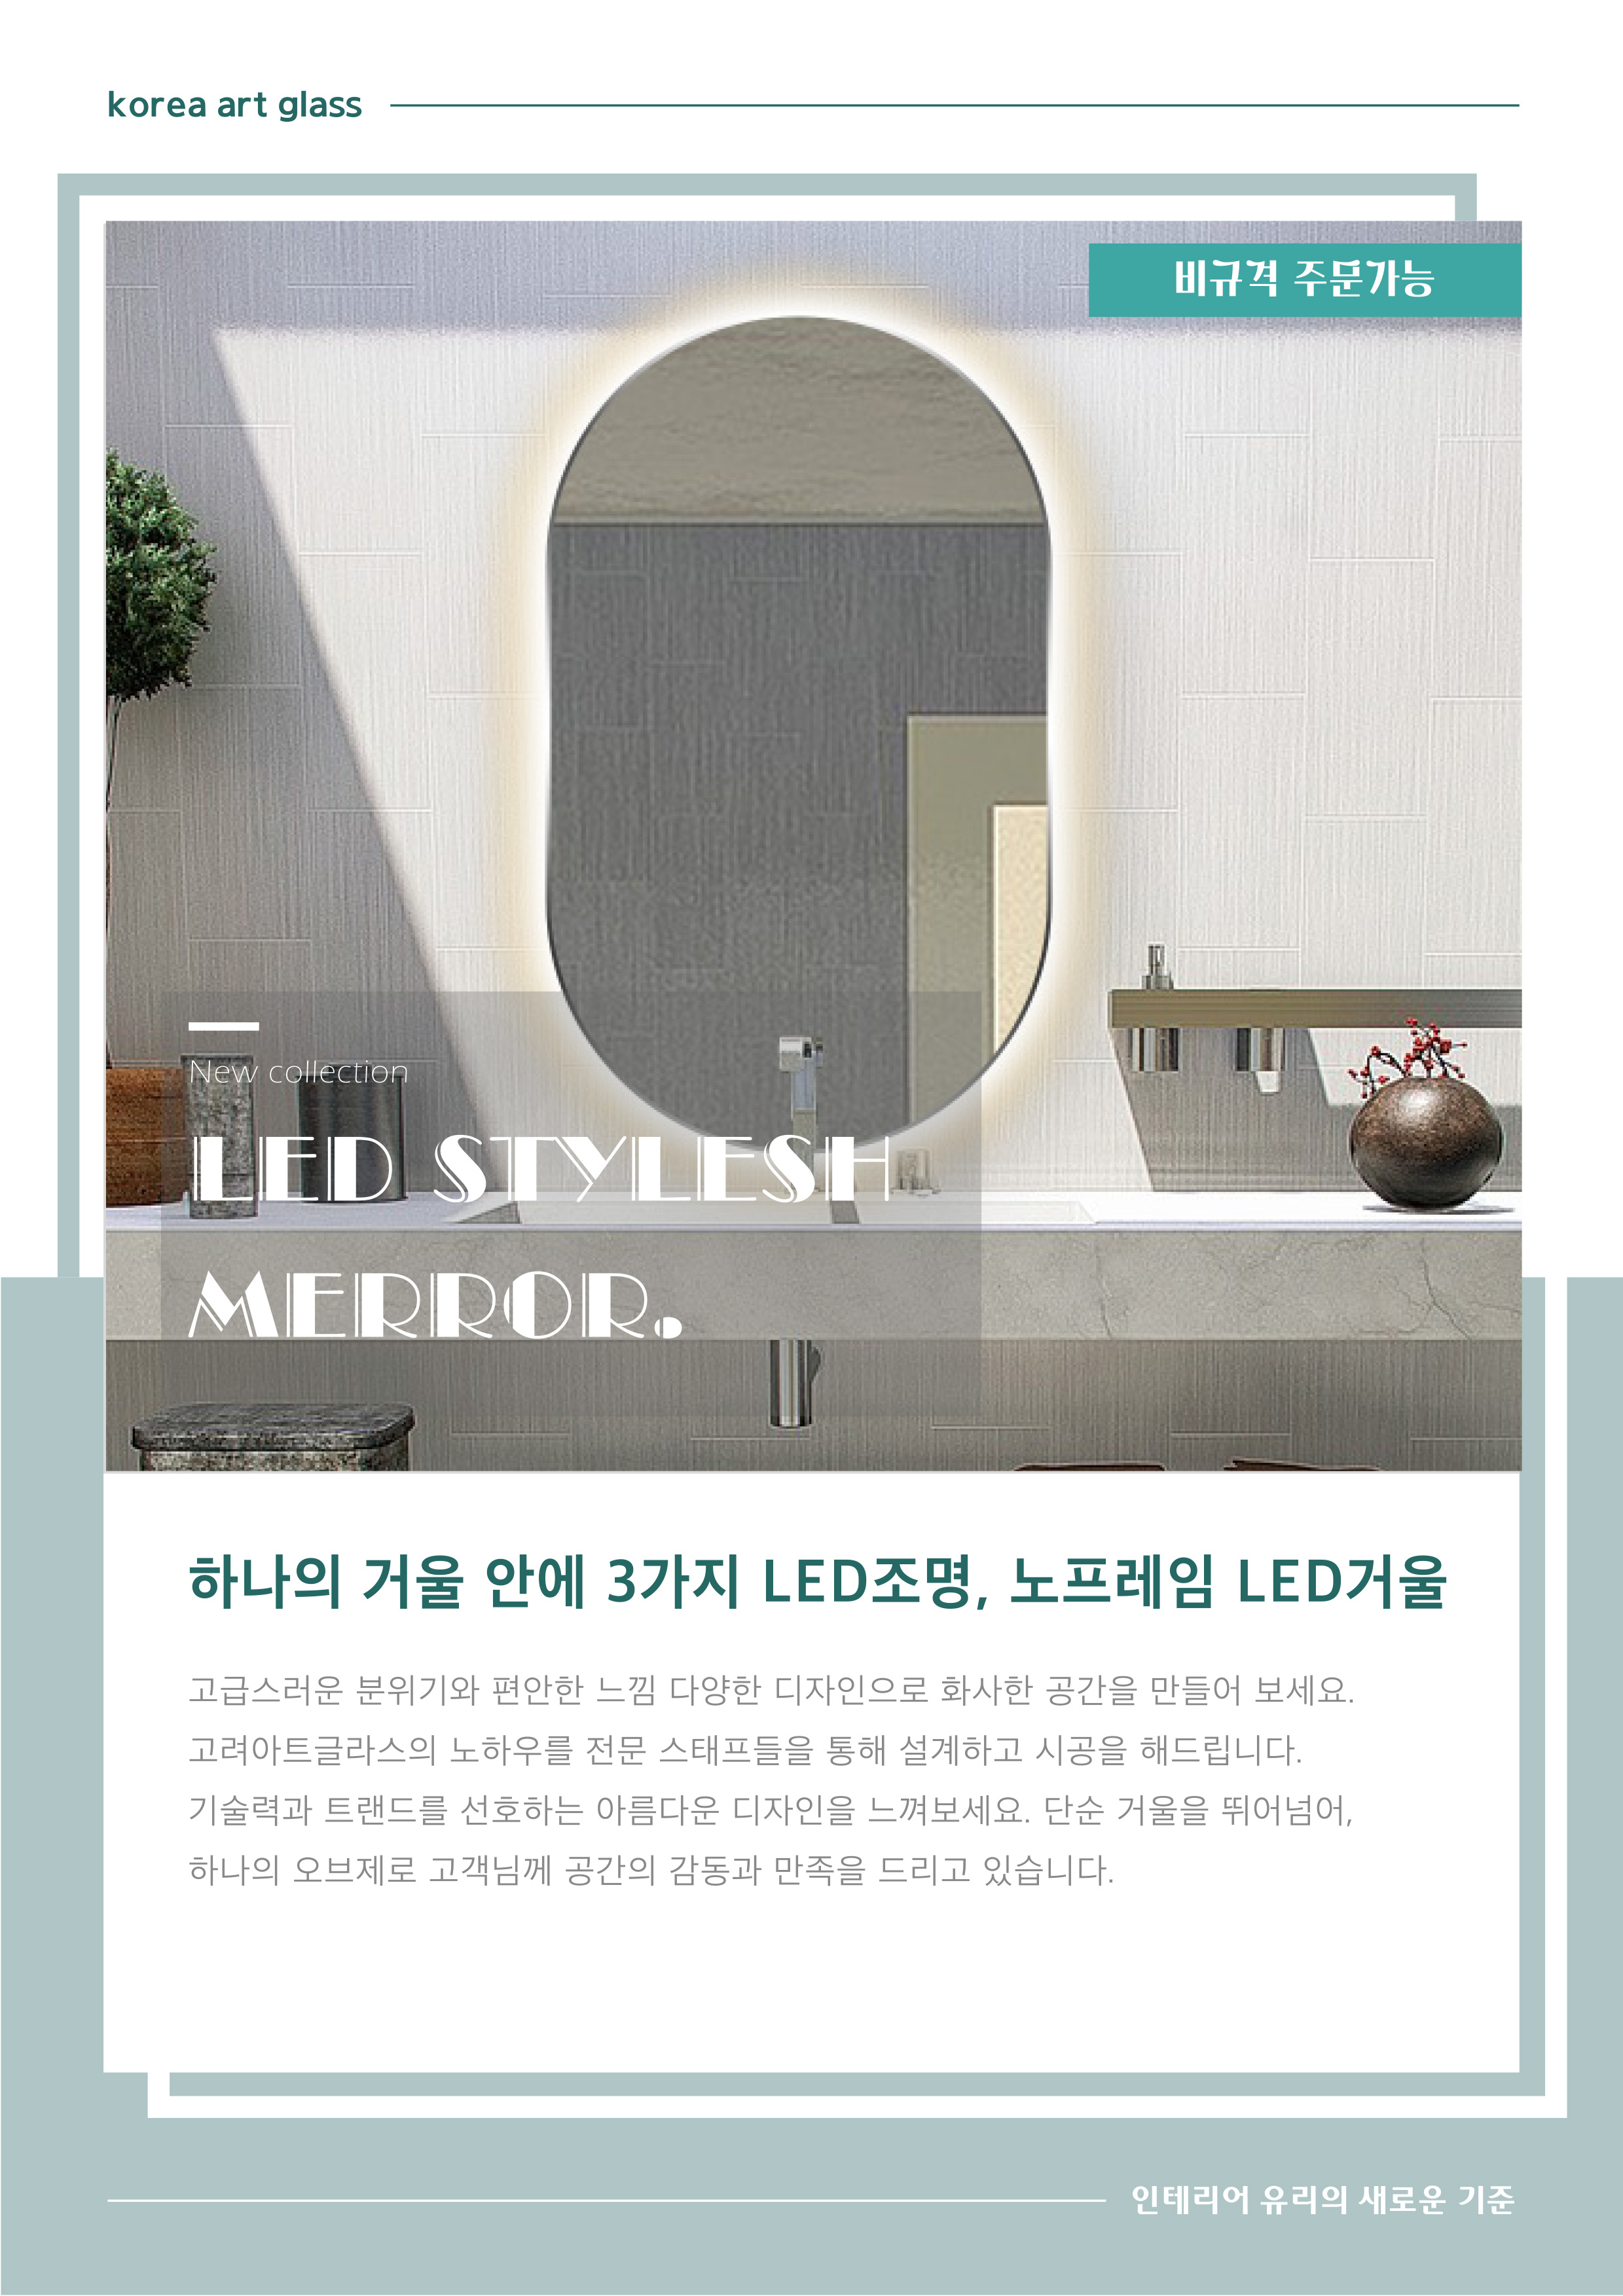 korea art glass
비규격 주문가능
New collection
LED STYLESH
MERROR.
하나의 거울 안에 3가지 LED조명, 노프레임 LED거울
고급스러운 분위기와 편안한 느낌 다양한 디자인으로 화사한 공간을 만들어 보세요.
고려아트글라스의 노하우를 전문 스태프들을 통해 설계하고 시공을 해드립니다.
기술력과 트랜드를 선호하는 아름다운 디자인을 느껴보세요. 단순 거울을 뛰어넘어,
하나의 오브제로 고객님께 공간의 감동과 만족을 드리고 있습니다.
인테리어 유리의 새로운 기준